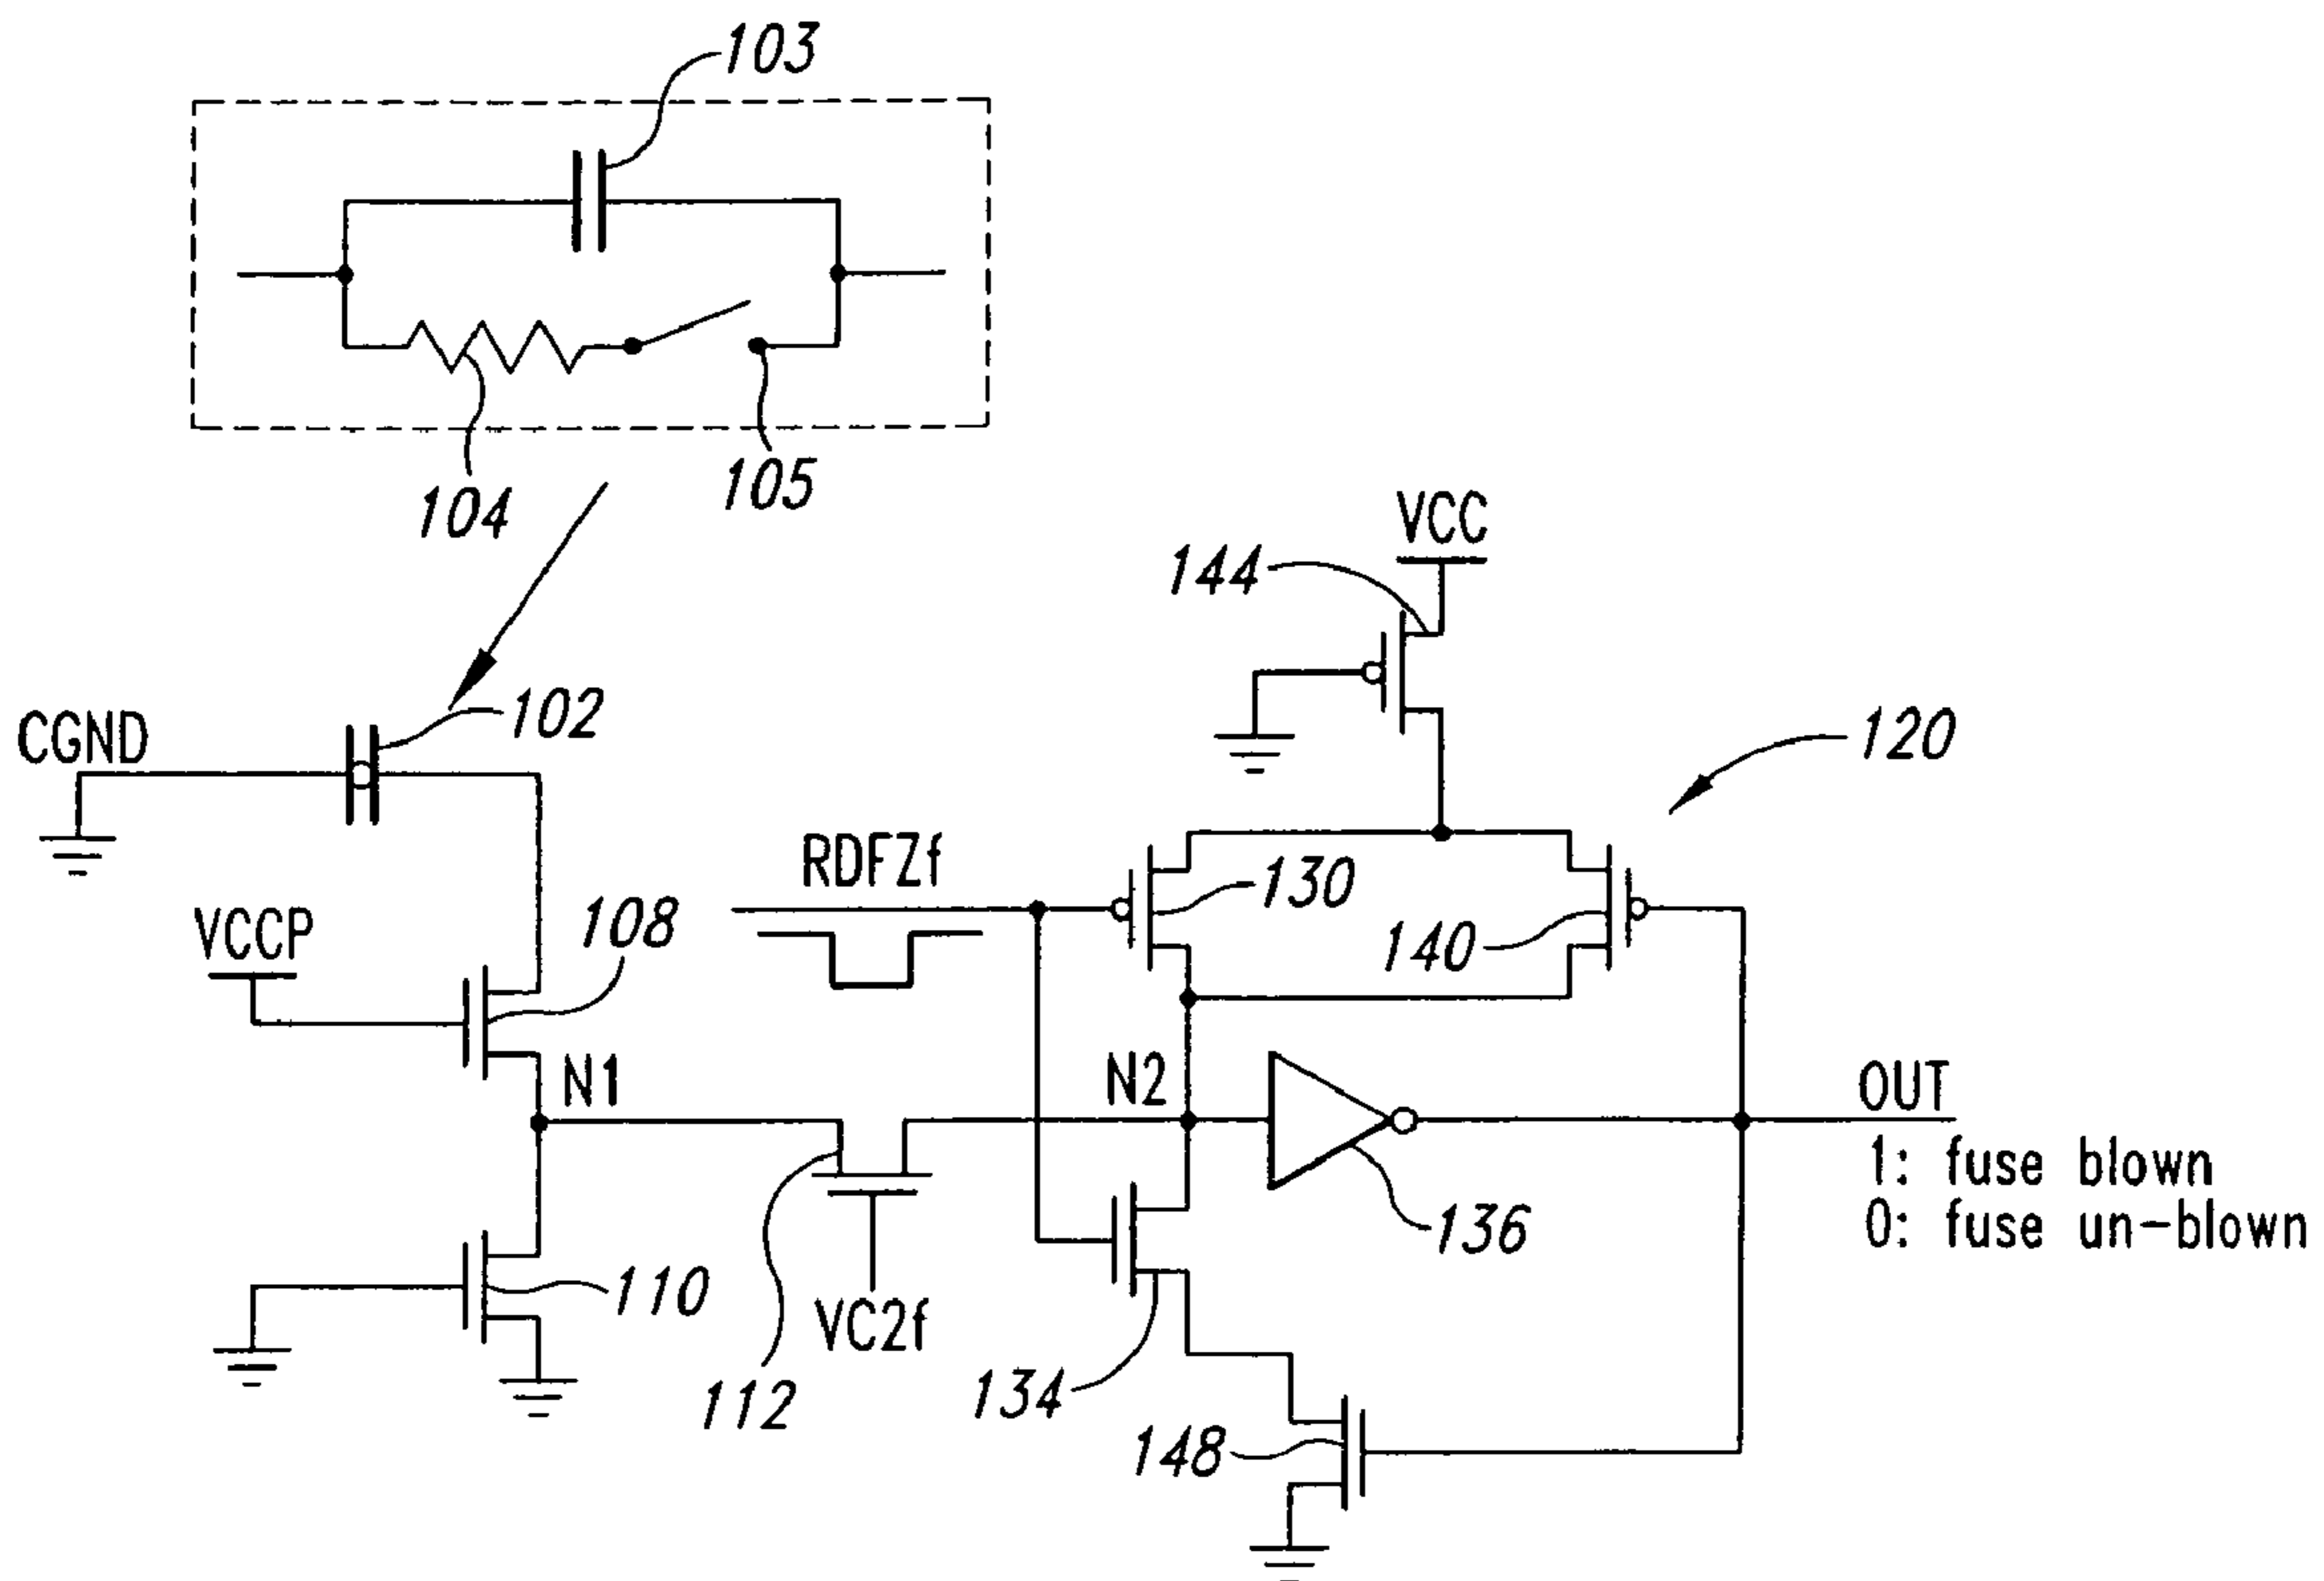 103
104
105
VCC
144
CGND
102
120
RDFZf
130
VCCP
108
140
N1
N2
OUT
1: fuse blown
0: fuse un-blown
136
110
VC2f
112
134
148